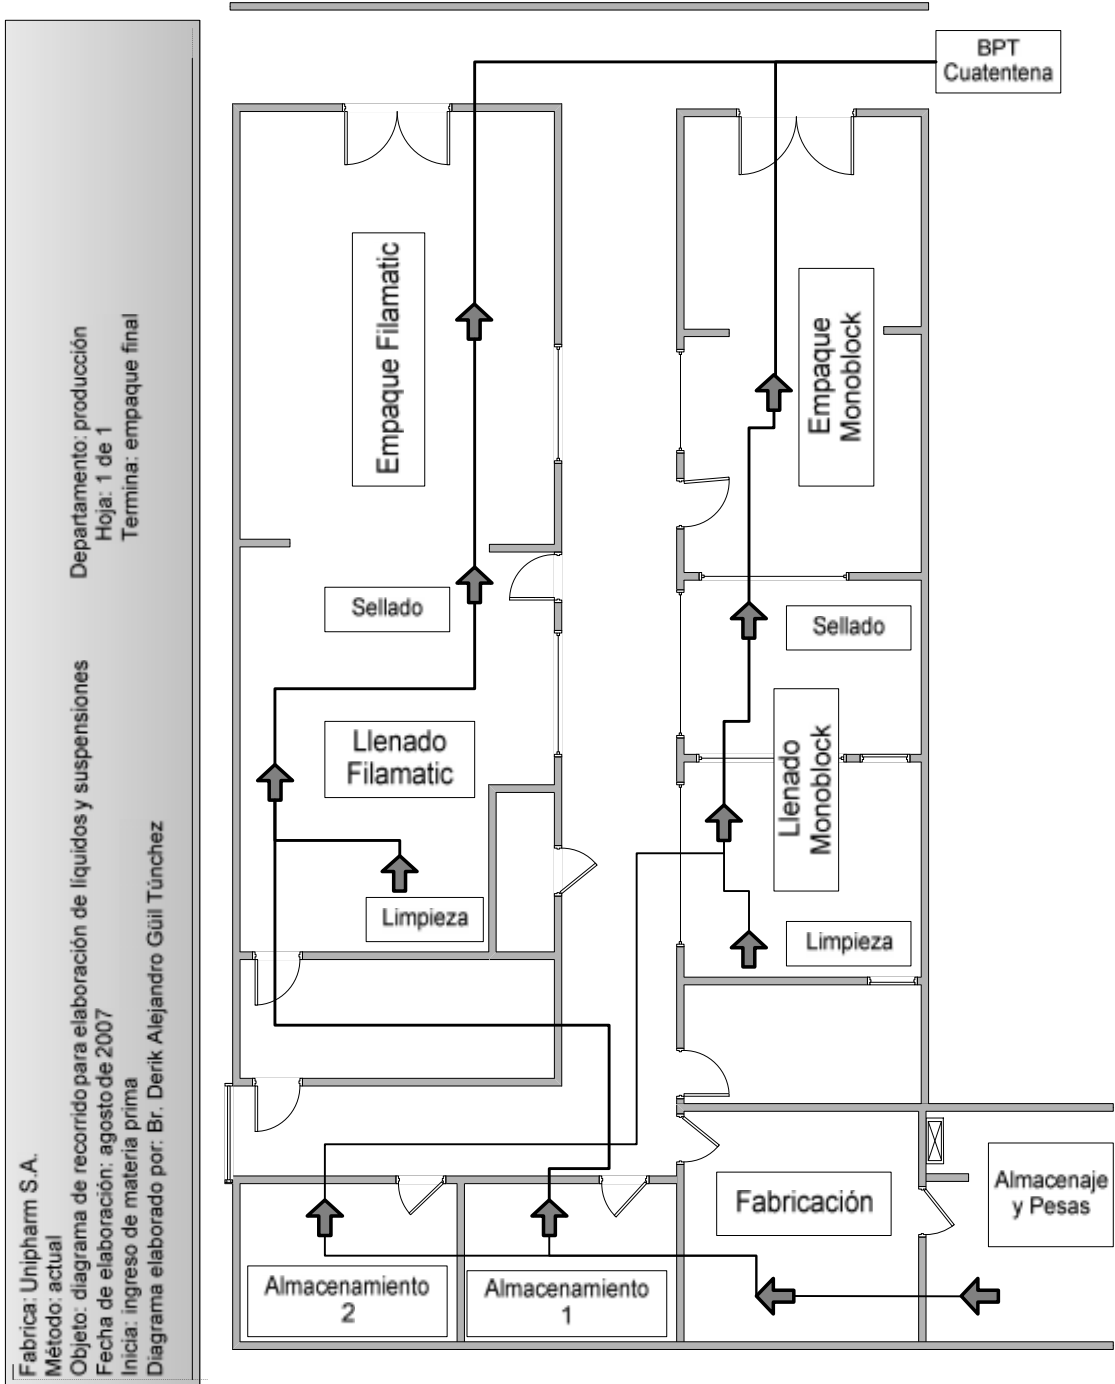 Fabrica: Unipharm S.A.
Método: actual
Objeto: diagrama de recorrido para elaboración de líquidos y suspensiones
Fecha de elaboración: agosto de 2007
Inicia: ingreso de materia prima
Diagrama elaborado por: Br. Derik Alejandro Güil Túnchez
Departamento: producción
Hoja: 1 de 1
Termina: empaque final
BPT
Cuatentena
Empaque Filamatic
Empaque
Monoblock
Sellado
Sellado
Llenado
Filamatic
Llenado
Monoblock
Limpieza
Limpieza
Fabricación
Almacenaje
y Pesas
Almacenamiento
2
Almacenamiento
1